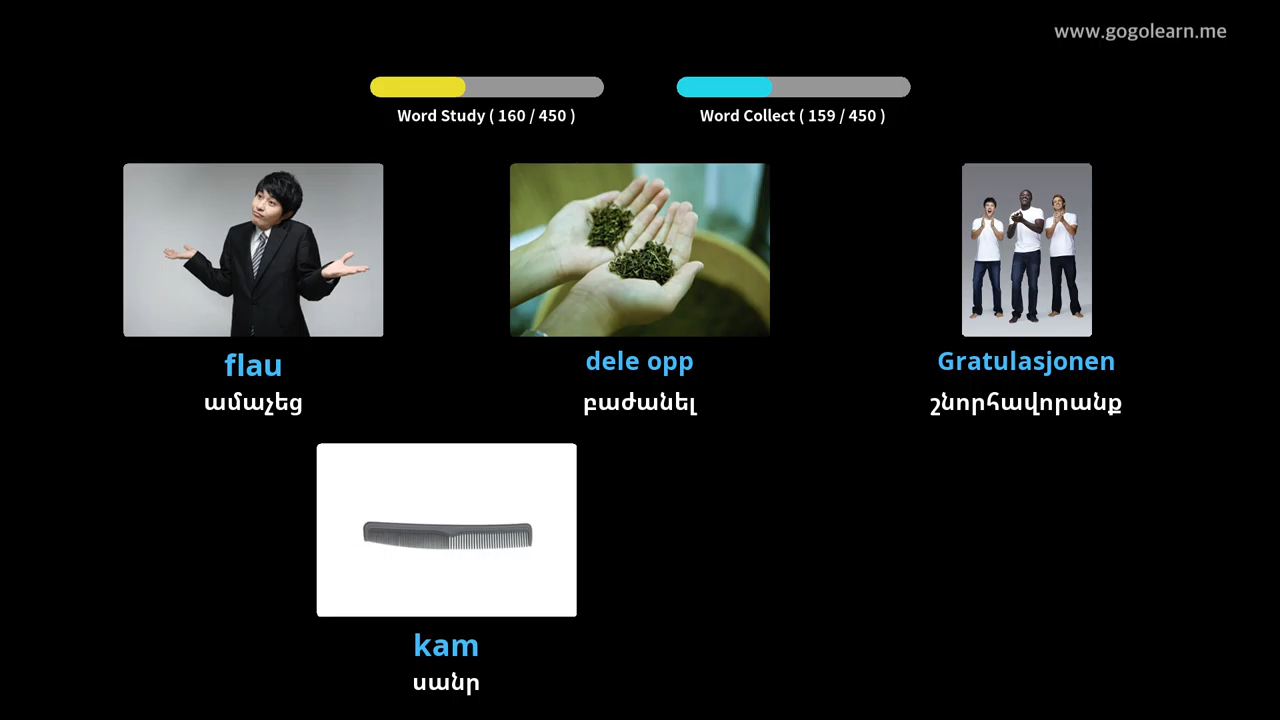 www.gogolearn.me
Word Study ( 160 / 450 )
Word Collect ( 159 / 450 )
flau
ամաչեց
dele opp
բաժանել
Gratulasjonen
շնորհավորանք
kam
սանր